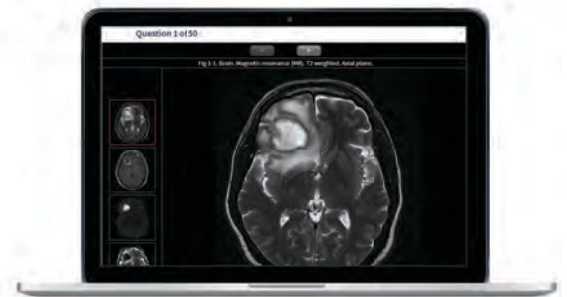 Question 1 of 50
Fig 1-1. Brain. Magnetic resonance (MR). T2 weighted. Axial plane.